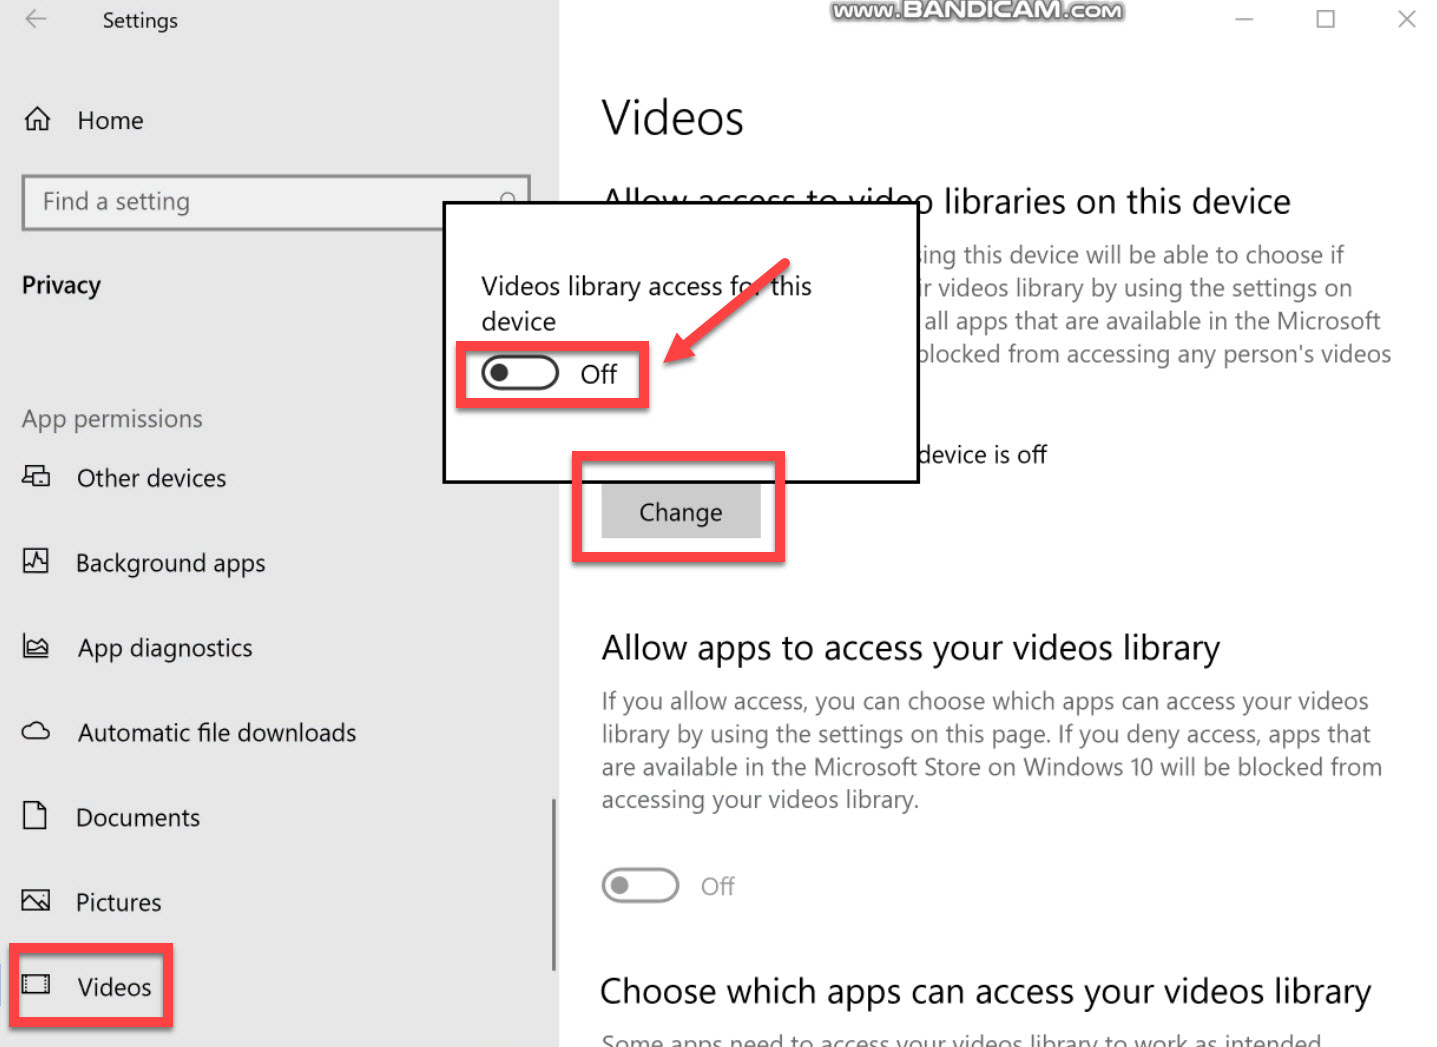 Settings
www.BANDICAM.com
Home
Find a setting
Privacy
App permissions
Other devices
Background apps
App diagnostics
Automatic file downloads
Documents
Pictures
Videos
Videos
Allow access to video libraries on this device
ing this device will be able to choose if
r videos library by using the settings on
all apps that are available in the Microsoft
blocked from accessing any person's videos
device is off
Videos library access for this
device
Off
Change
Allow apps to access your videos library
If you allow access, you can choose which apps can access your videos
library by using the settings on this page. If you deny access, apps that
are available in the Microsoft Store on Windows 10 will be blocked from
accessing your videos library.
Off
Choose which apps can access your videos library
Some apps need to access your videos library to work as intended